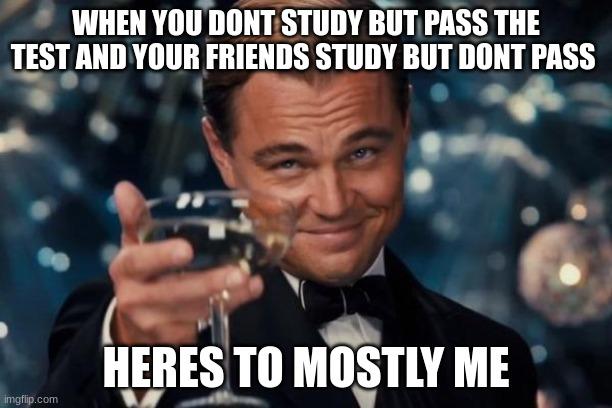 WHEN YOU DONT STUDY BUT PASS THE
TEST AND YOUR FRIENDS STUDY BUT DONT PASS
HERES TO MOSTLY ME
imgflip.com